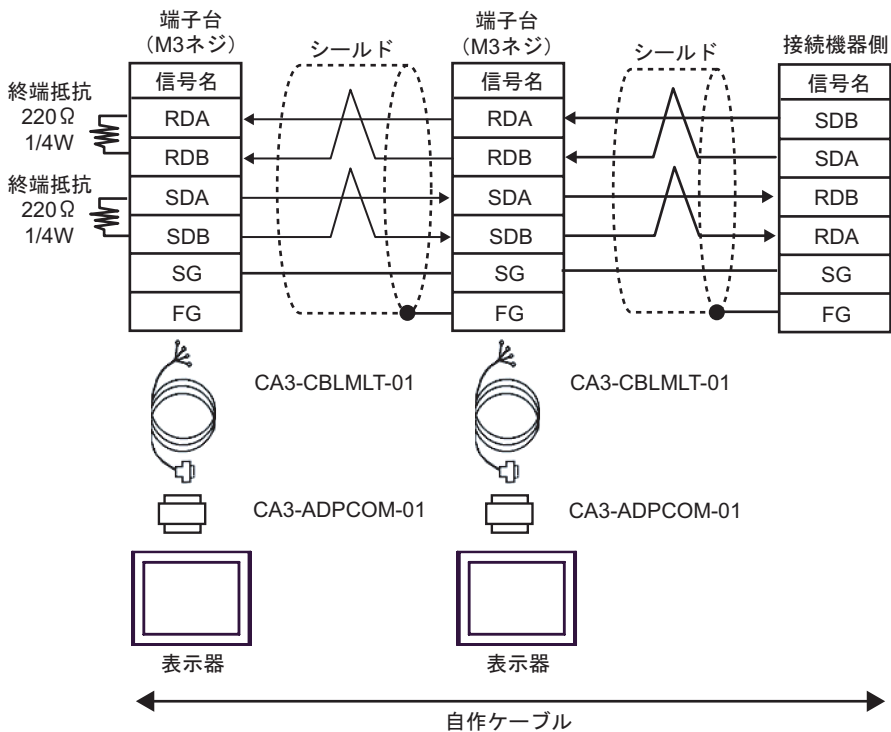 端子台
（M3ネジ）
シールド
端子台
（M3ネジ）
シールド
接続機器側
終端抵抗
220Ω
1/4W
終端抵抗
220Ω
1/4W
信号名
RDA
RDB
SDA
SDB
SG
FG
信号名
RDA
RDB
SDA
SDB
SG
FG
信号名
SDB
SDA
RDB
RDA
SG
FG
CA3-CBLMLT-01
CA3-CBLMLT-01
CA3-ADPCOM-01
CA3-ADPCOM-01
表示器
表示器
自作ケーブル